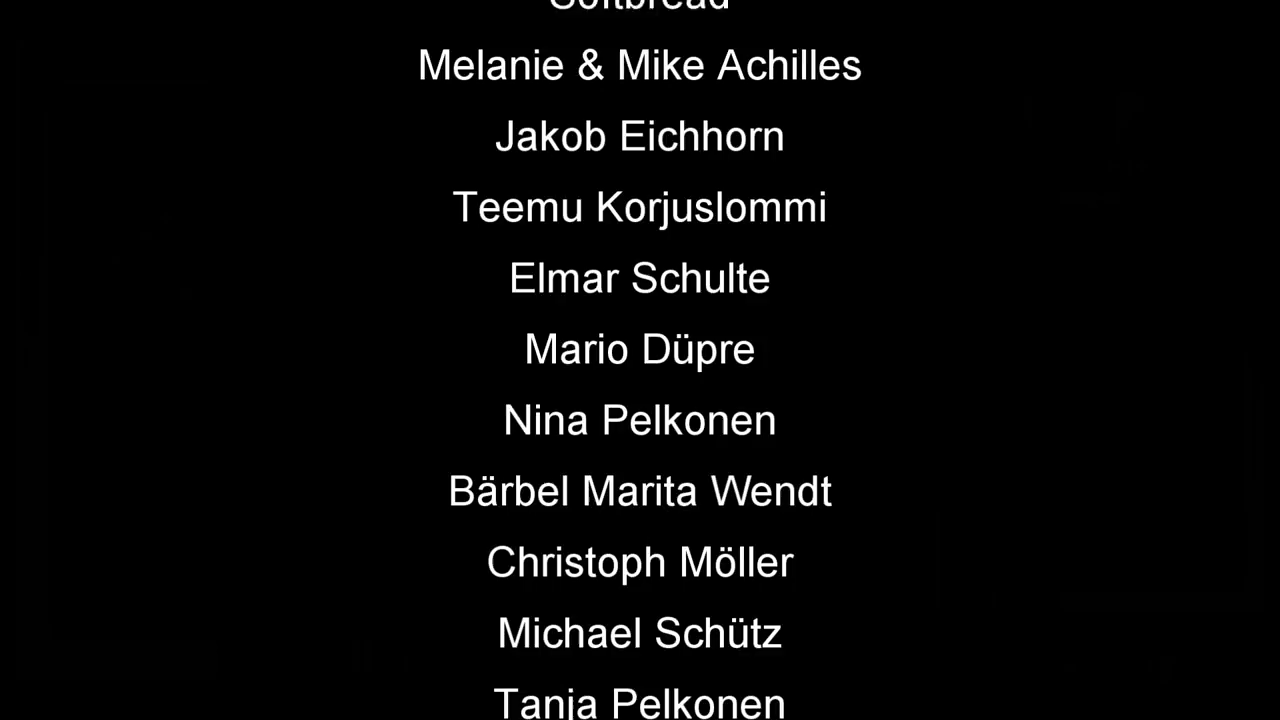 Softbread
Melanie & Mike Achilles
Jakob Eichhorn
Teemu Korjuslommi
Elmar Schulte
Mario Düpre
Nina Pelkonen
Bärbel Marita Wendt
Christoph Möller
Michael Schütz
Tanja Pelkonen